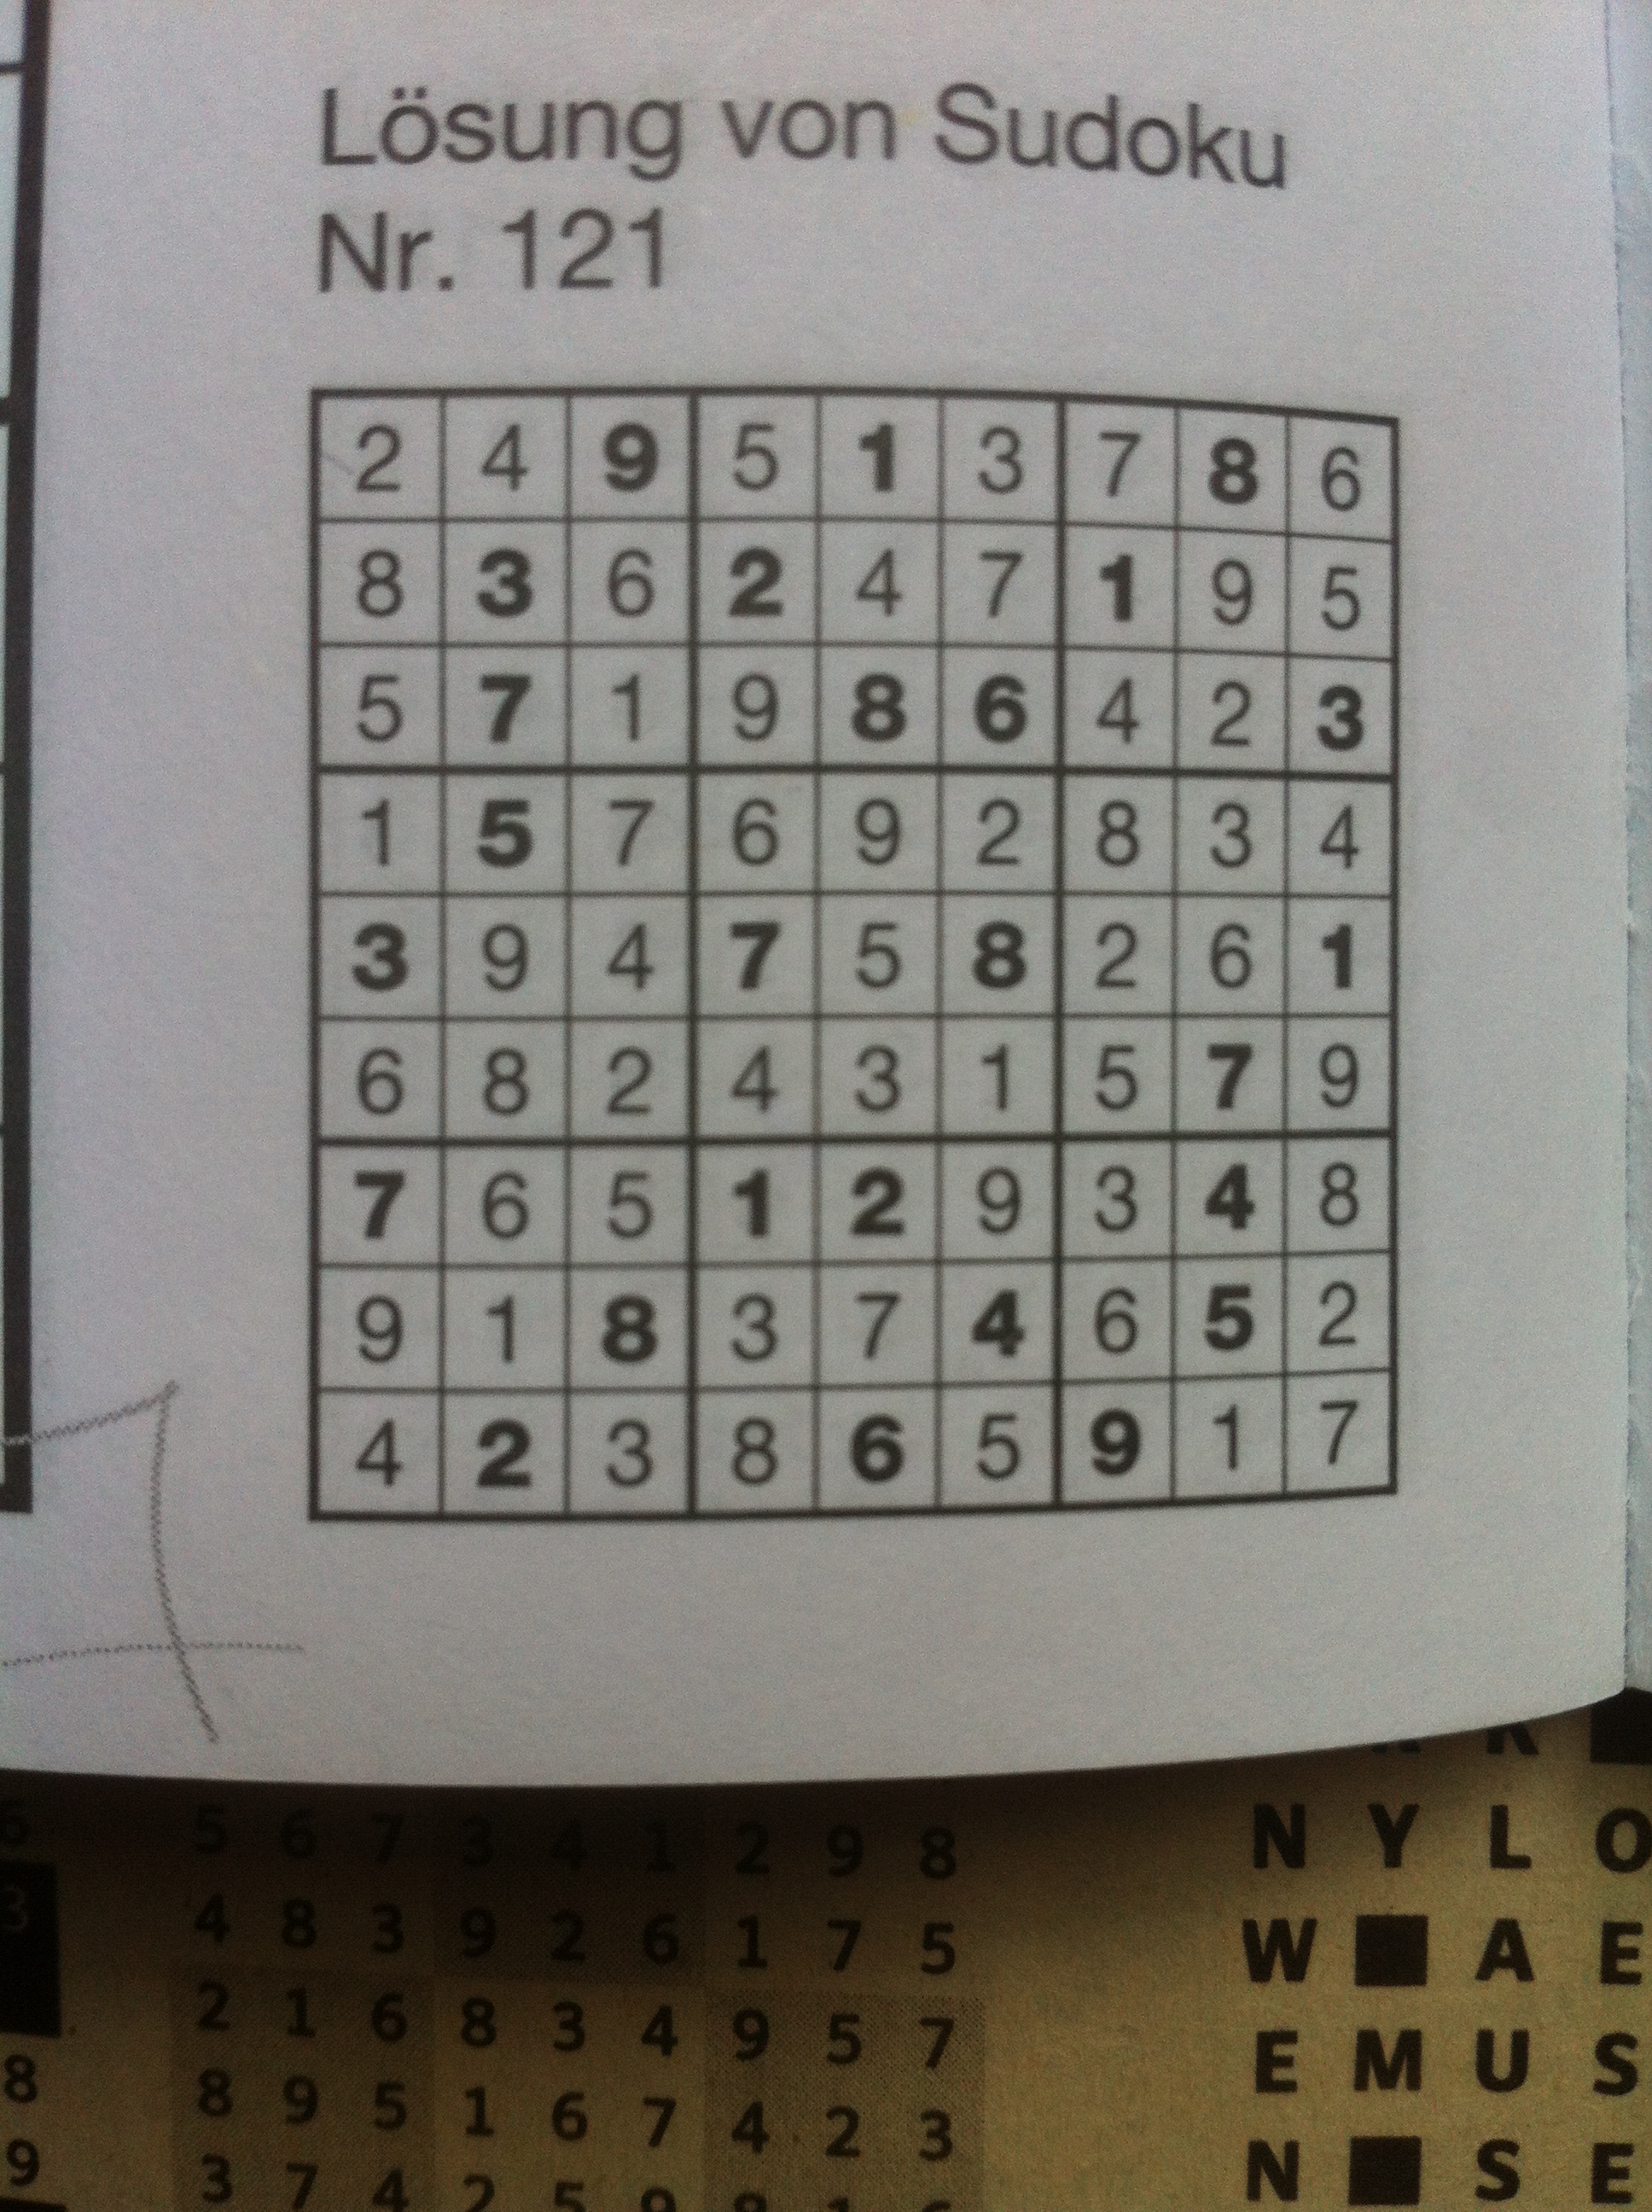 Lösung von Sudoku
Nr. 121
2 4 9 5 1 3 7 8 6
8 3 6 2 4 7 1 9 5
5 7 1 9 8 6 4 2 3
1 5 7 6 9 2 8 3 4
3 9 4 7 5 8 2 6 1
6 8 2 4 3 1 5 7 9
7 6 5 1 2 9 3 4 8
9 1 8 3 7 4 6 5 2
4 2 3 8 6 5 9 1 7
6
3
8
9
5 6 7 3 4 1 2 9 8
4 8 3 9 2 6 1 7 5
2 1 6 8 3 4 9 5 7
8 9 5 1 6 7 4 2 3
3 7 4 2 5 9
N Y L O
W A E
E M U S
N S E